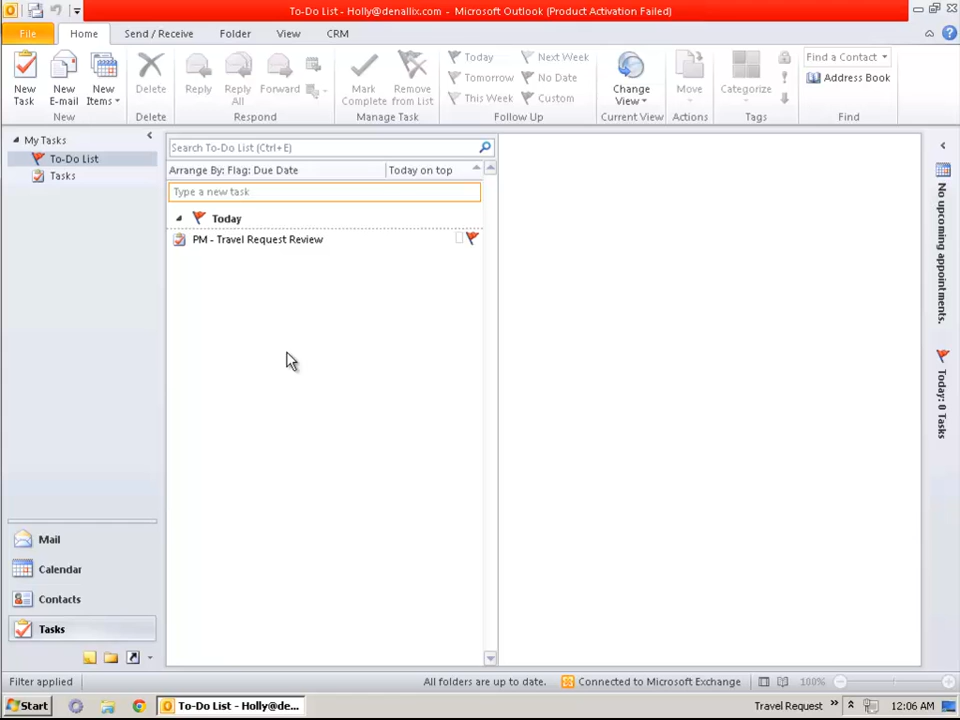 To-Do List - Holly@denallix.com - Microsoft Outlook (Product Activation Failed)
File Home Send / Receive Folder View CRM
New Task
New E-mail
New Items
Delete
Reply
Reply All
Forward
Mark Complete
Remove from List
Today
Tomorrow
This Week
Next Week
No Date
Custom
Change View
Move
Categorize
Find a Contact
Address Book
New Delete Respond Manage Task Follow Up Current View Actions Tags Find
My Tasks
To-Do List
Tasks
Search To-Do List (Ctrl+E)
Arrange By: Flag: Due Date Today on top
Type a new task
Today
PM - Travel Request Review
No upcoming appointments.
Today: 0 Tasks
Mail
Calendar
Contacts
Tasks
Filter applied All folders are up to date. Connected to Microsoft Exchange 100%
Start To-Do List - Holly@de... Travel Request 12:06 AM